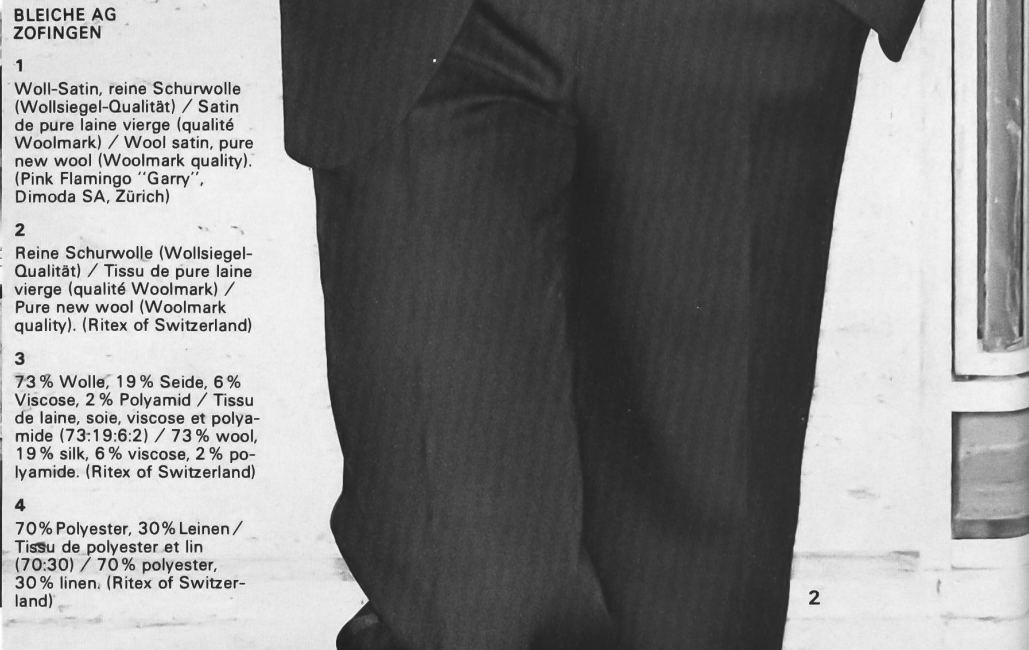 BLEICHE AG
ZOFINGEN
1
Woll-Satin, reine Schurwolle
(Wollsiegel-Qualität) / Satin
de pure laine vierge (qualité
Woolmark) / Wool satin, pure
new wool (Woolmark quality).
(Pink Flamingo "Garry",
Dimoda SA, Zürich)
2
Reine Schurwolle (Wollsiegel-
Qualität) / Tissu de pure laine
vierge (qualité Woolmark) /
Pure new wool (Woolmark
quality). (Ritex of Switzerland)
3
73% Wolle, 19% Seide, 6%
Viscose, 2% Polyamid / Tissu
de laine, soie, viscose et polya-
mide (73:19:6:2) / 73% wool,
19% silk, 6% viscose, 2% po-
lyamide. (Ritex of Switzerland)
4
70% Polyester, 30% Leinen /
Tissu de polyester et lin
(70:30) / 70% polyester,
30% linen. (Ritex of Switzer-
land)
2